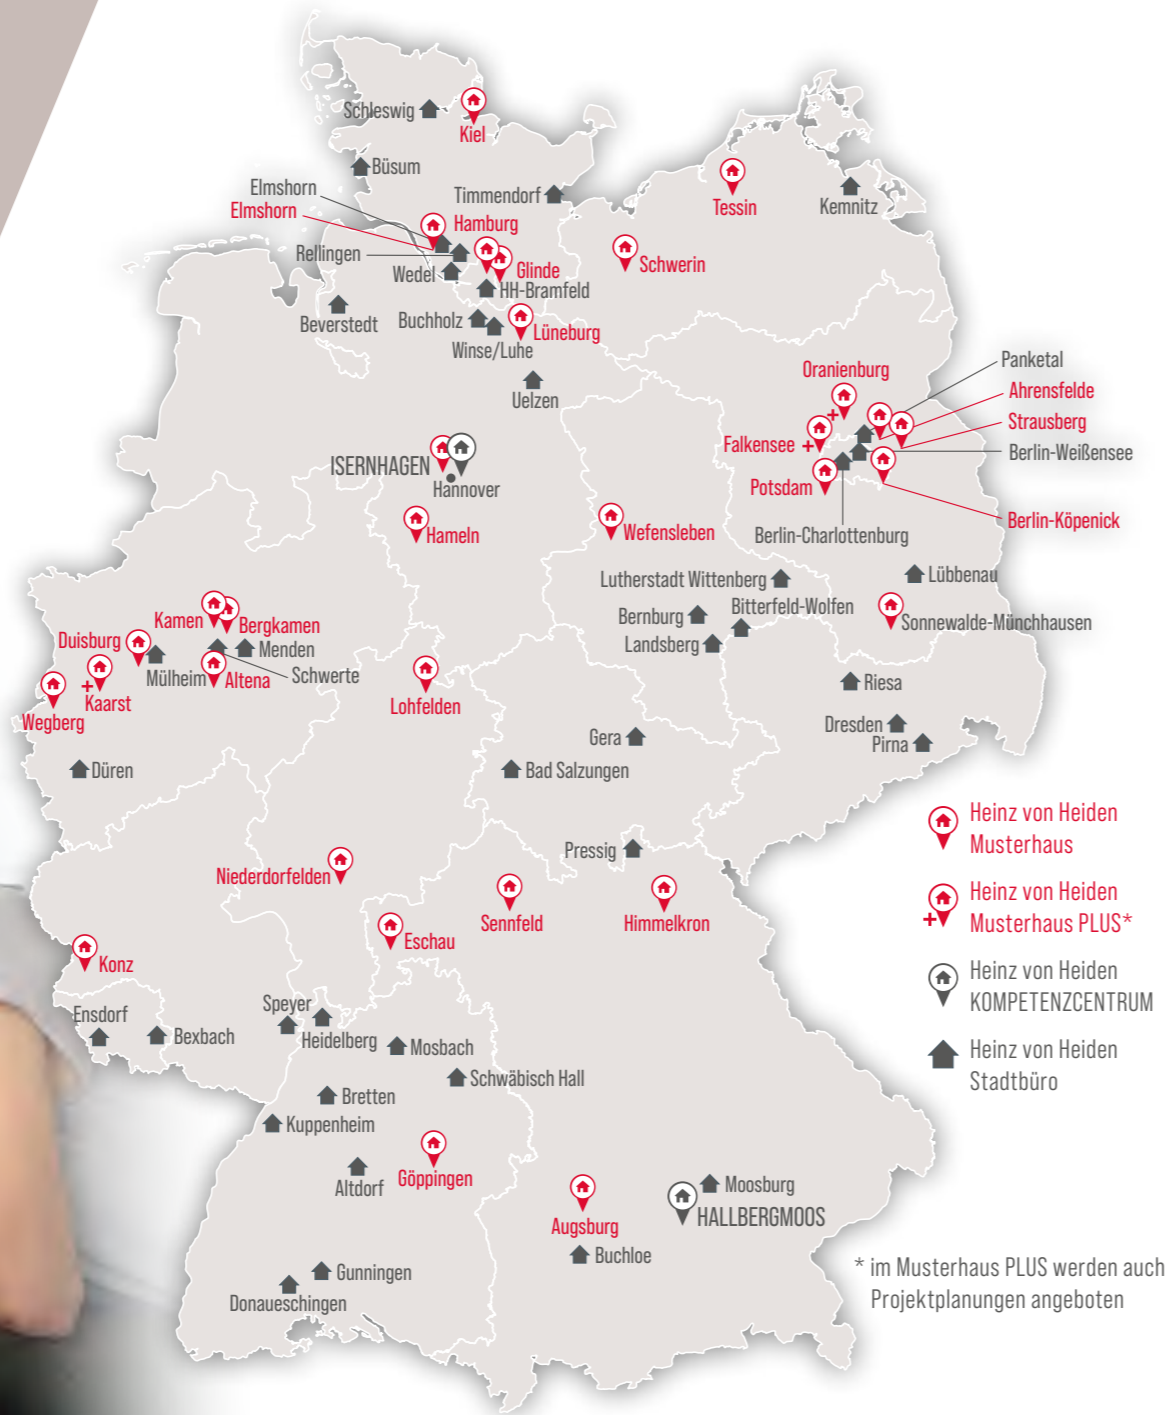 Schleswig
Kiel
Büsum
Elmshorn
Elmshorn
Timmendorf
Hamburg
Tessin
Kemnitz
Rellingen
Wedel
Glinde
HH-Bramfeld
Schwerin
Beverstedt
Buchholz
Winse/Luhe
Lüneburg
Uelzen
Oranienburg
Panketal
Ahrensfelde
Strausberg
Falkensee
Berlin-Weißensee
ISERNHAGEN
Hannover
Potsdam
Berlin-Köpenick
Hameln
Wefensleben
Berlin-Charlottenburg
Lutherstadt Wittenberg
Lübbenau
Bitterfeld-Wolfen
Bernburg
Sonnewalde-Münchhausen
Landsberg
Kamen
Bergkamen
Duisburg
Menden
Mülheim
Altena
Schwerte
Kaarst
Wegberg
Lohfelden
Riesa
Dresden
Pirna
Gera
Düren
Bad Salzungen
Heinz von Heiden
Musterhaus
Pressig
Niederdorfelden
Heinz von Heiden
Musterhaus PLUS*
Sennfeld
Himmelkron
Eschau
Konz
Heinz von Heiden
KOMPETENZCENTRUM
Speyer
Ensdorf
Bexbach
Heidelberg
Mosbach
Heinz von Heiden
Stadtbüro
Schwäbisch Hall
Bretten
Kuppenheim
Göppingen
Altdorf
Moosburg
HALLBERGMOOS
Augsburg
Buchloe
Gunningen
Donaueschingen
* im Musterhaus PLUS werden auch
Projektplanungen angeboten